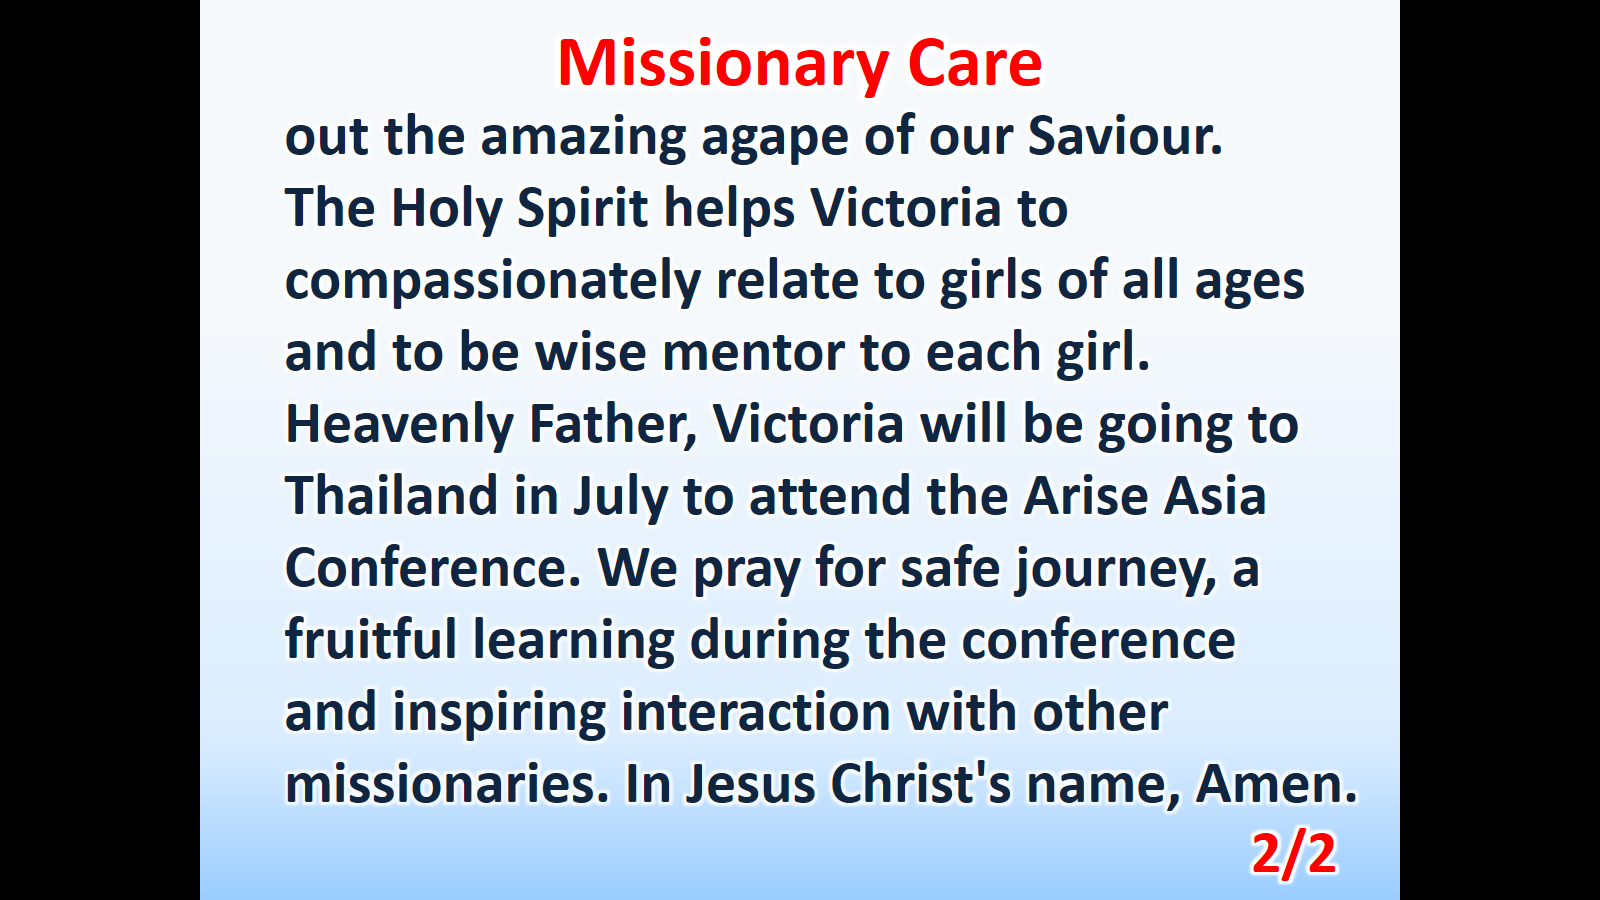 Missionary Care
out the amazing agape of our Saviour.
The Holy Spirit helps Victoria to
compassionately relate to girls of all ages
and to be wise mentor to each girl.
Heavenly Father, Victoria will be going to
Thailand in July to attend the Arise Asia
Conference. We pray for safe journey, a
fruitful learning during the conference
and inspiring interaction with other
missionaries. In Jesus Christ's name, Amen.
2/2